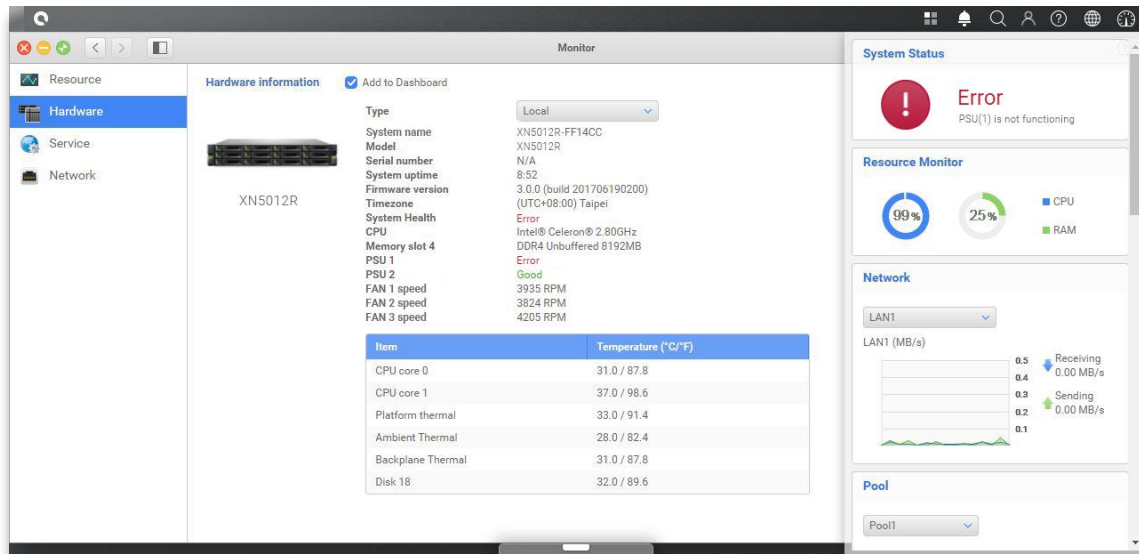 Monitor
Resource
Hardware
Service
Network
Hardware information
Add to Dashboard
XN5012R
Type Local
System name XN5012R-FF14CC
Model XN5012R
Serial number N/A
System uptime 8:52
Firmware version 3.0.0 (build 201706190200)
Timezone (UTC+08:00) Taipei
System Health Error
CPU Intel® Celeron® 2.80GHz
Memory slot 4 DDR4 Unbuffered 8192MB
PSU 1 Error
PSU 2 Good
FAN 1 speed 3935 RPM
FAN 2 speed 3824 RPM
FAN 3 speed 4205 RPM
Item Temperature (°C/°F)
CPU core 0 31.0 / 87.8
CPU core 1 37.0 / 98.6
Platform thermal 33.0 / 91.4
Ambient Thermal 28.0 / 82.4
Backplane Thermal 31.0 / 87.8
Disk 18 32.0 / 89.6
System Status
Error
PSU(1) is not functioning
Resource Monitor
99%
25%
CPU
RAM
Network
LAN1
LAN1 (MB/s)
0.5
0.4
0.3
0.2
0.1
Receiving
0.00 MB/s
Sending
0.00 MB/s
Pool
Pool1